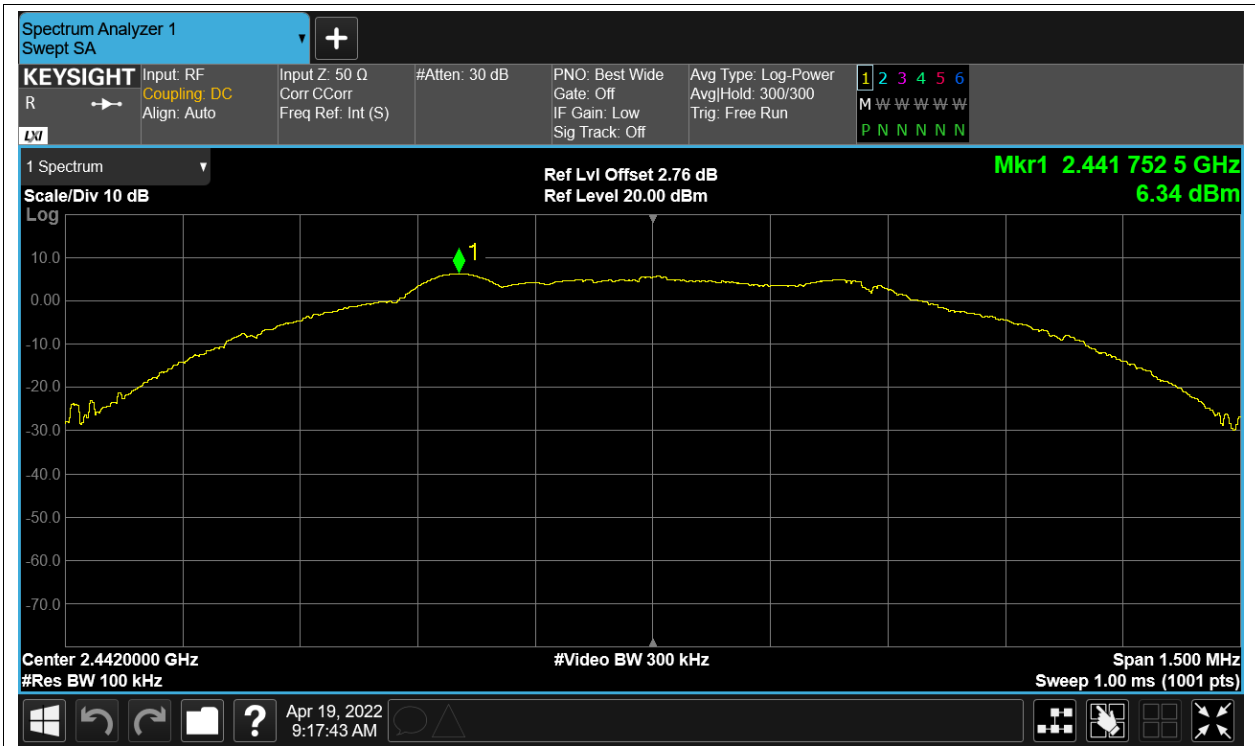 Spectrum Analyzer 1
Swept SA
KEYSIGHT
R
LXI
Input: RF
Coupling: DC
Align: Auto
Input Z: 50 Ω
Corr CCorr
Freq Ref: Int (S)
#Atten: 30 dB
PNO: Best Wide
Gate: Off
IF Gain: Low
Sig Track: Off
Avg Type: Log-Power
Avg|Hold: 300/300
Trig: Free Run
1 2 3 4 5 6
M W W W W W
P N N N N N
1 Spectrum
Scale/Div 10 dB
Log
Ref Lvl Offset 2.76 dB
Ref Level 20.00 dBm
Mkr1 2.441 752 5 GHz
6.34 dBm
1
10.0
0.00
-10.0
-20.0
-30.0
-40.0
-50.0
-60.0
-70.0
Center 2.4420000 GHz
#Res BW 100 kHz
#Video BW 300 kHz
Span 1.500 MHz
Sweep 1.00 ms (1001 pts)
?
Apr 19, 2022
9:17:43 AM